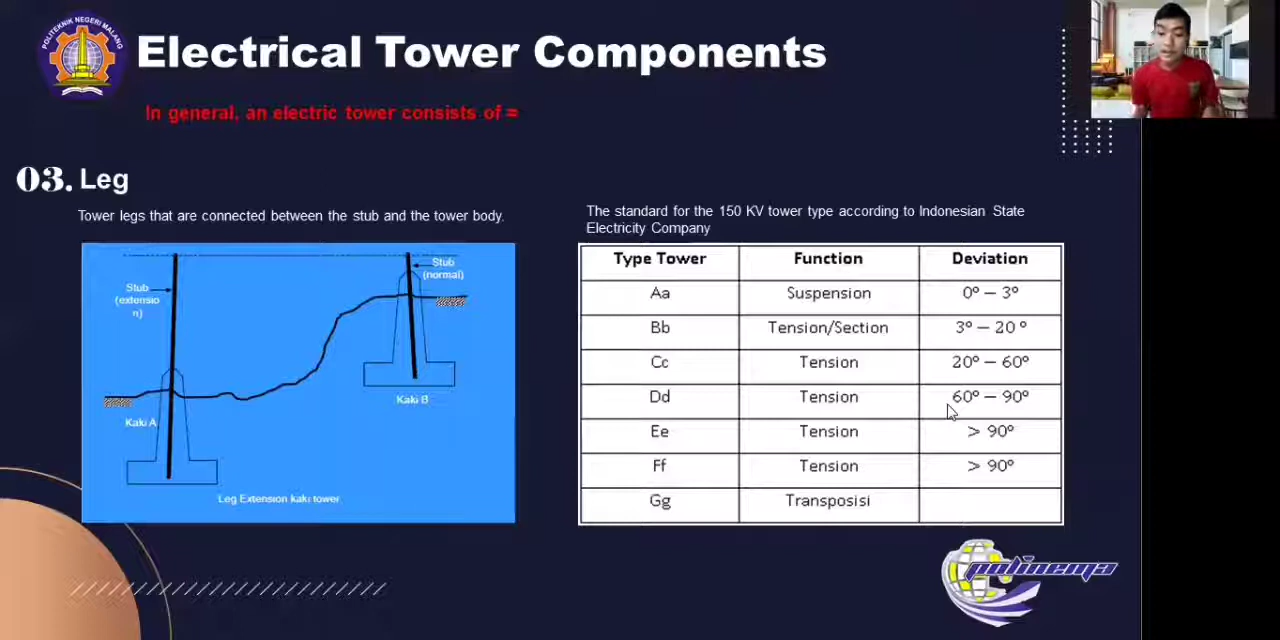 POLITEKNIK NEGERI MALANG
Electrical Tower Components
In general, an electric tower consists of =
03. Leg
Tower legs that are connected between the stub and the tower body.
Stub
(extensio
n)
Stub
(normal)
Kaki A
Kaki B
Leg Extension kaki tower
The standard for the 150 KV tower type according to Indonesian State
Electricity Company
Type Tower Function Deviation
Aa Suspension 0° – 3°
Bb Tension/Section 3° – 20 °
Cc Tension 20° – 60°
Dd Tension 60° – 90°
Ee Tension > 90°
Ff Tension > 90°
Gg Transposisi
polinema